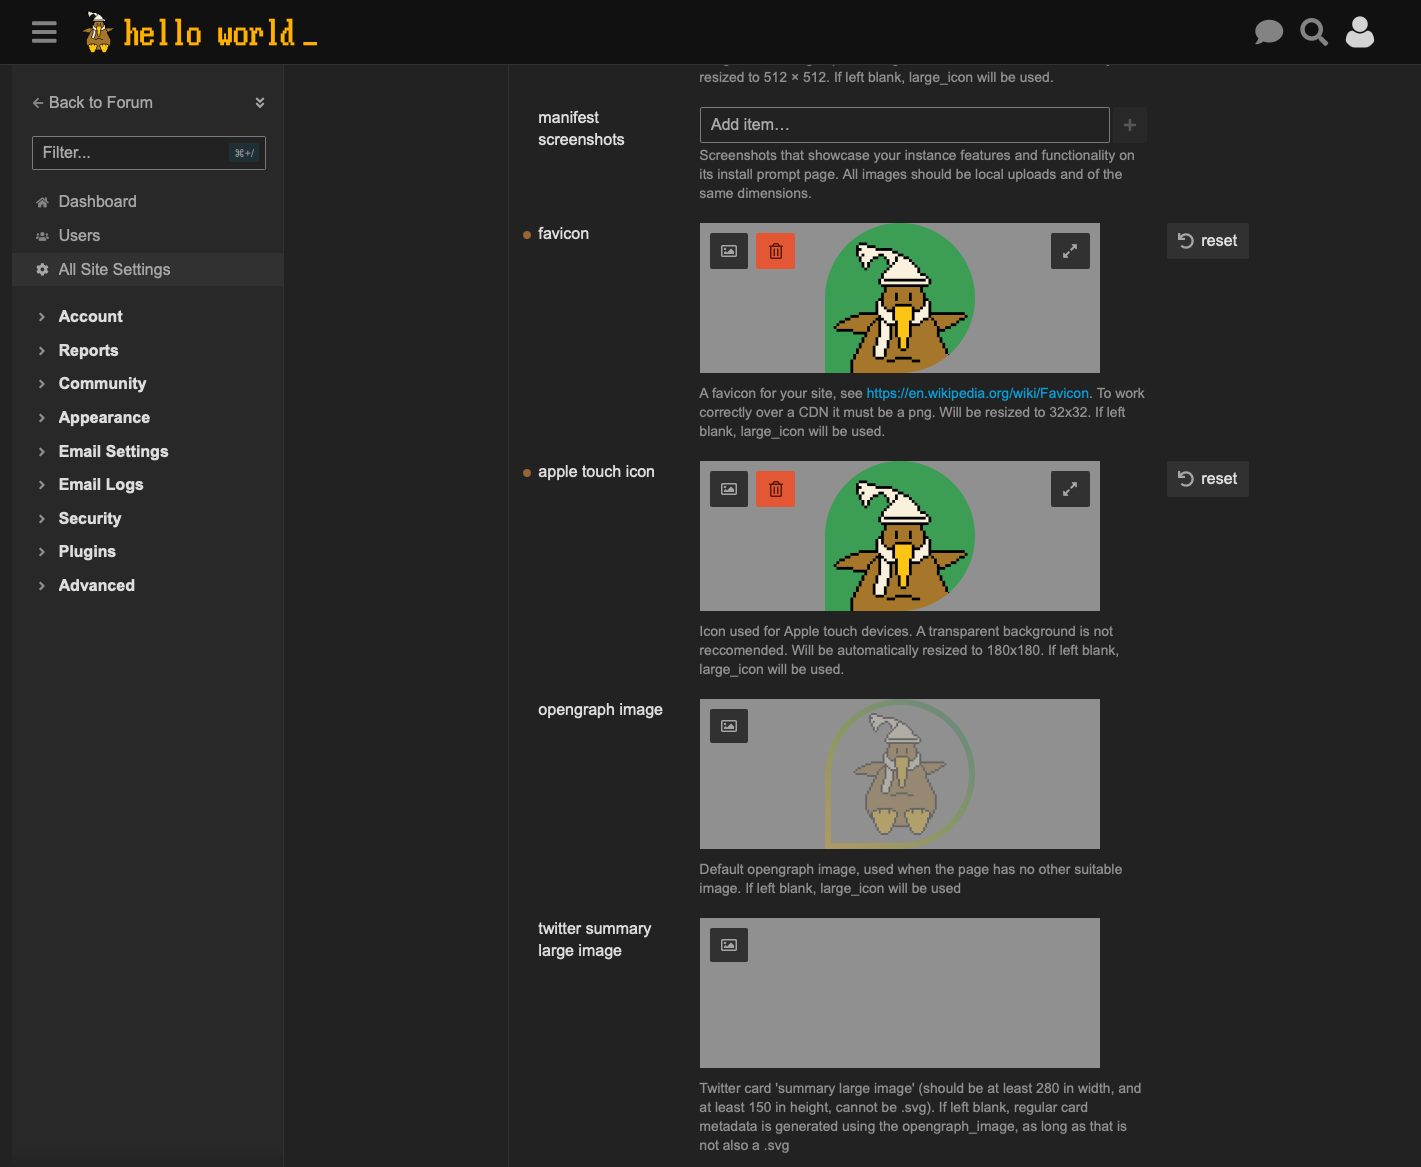 hello world_
Back to Forum
Filter...
⌘+/
Dashboard
Users
All Site Settings
Account
Reports
Community
Appearance
Email Settings
Email Logs
Security
Plugins
Advanced
resized to 512 × 512. If left blank, large_icon will be used.
manifest
screenshots
Add item…
Screenshots that showcase your instance features and functionality on
its install prompt page. All images should be local uploads and of the
same dimensions.
favicon
reset
A favicon for your site, see https://en.wikipedia.org/wiki/Favicon. To work
correctly over a CDN it must be a png. Will be resized to 32x32. If left
blank, large_icon will be used.
apple touch icon
reset
Icon used for Apple touch devices. A transparent background is not
reccomended. Will be automatically resized to 180x180. If left blank,
large_icon will be used.
opengraph image
Default opengraph image, used when the page has no other suitable
image. If left blank, large_icon will be used
twitter summary
large image
Twitter card 'summary large image' (should be at least 280 in width, and
at least 150 in height, cannot be .svg). If left blank, regular card
metadata is generated using the opengraph_image, as long as that is
not also a .svg